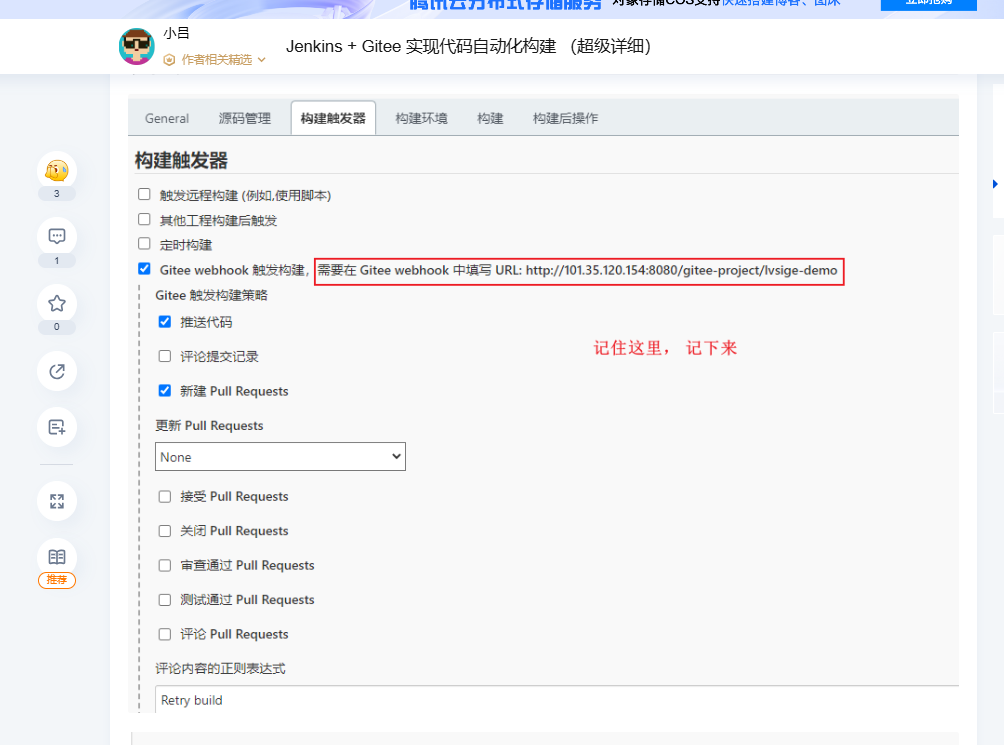 腾讯云分布式存储服务 对象存储COS支持快速搭建博客、图床 立即抢购
小吕
作者相关精选
Jenkins + Gitee 实现代码自动化构建 （超级详细）
General 源码管理 构建触发器 构建环境 构建 构建后操作
构建触发器
触发远程构建 (例如,使用脚本)
其他工程构建后触发
定时构建
Gitee webhook 触发构建，需要在 Gitee webhook 中填写 URL: http://101.35.120.154:8080/gitee-project/lvsige-demo
Gitee 触发构建策略
推送代码
记住这里， 记下来
评论提交记录
新建 Pull Requests
更新 Pull Requests
None
接受 Pull Requests
关闭 Pull Requests
审查通过 Pull Requests
测试通过 Pull Requests
评论 Pull Requests
评论内容的正则表达式
Retry build
3
1
0
推荐